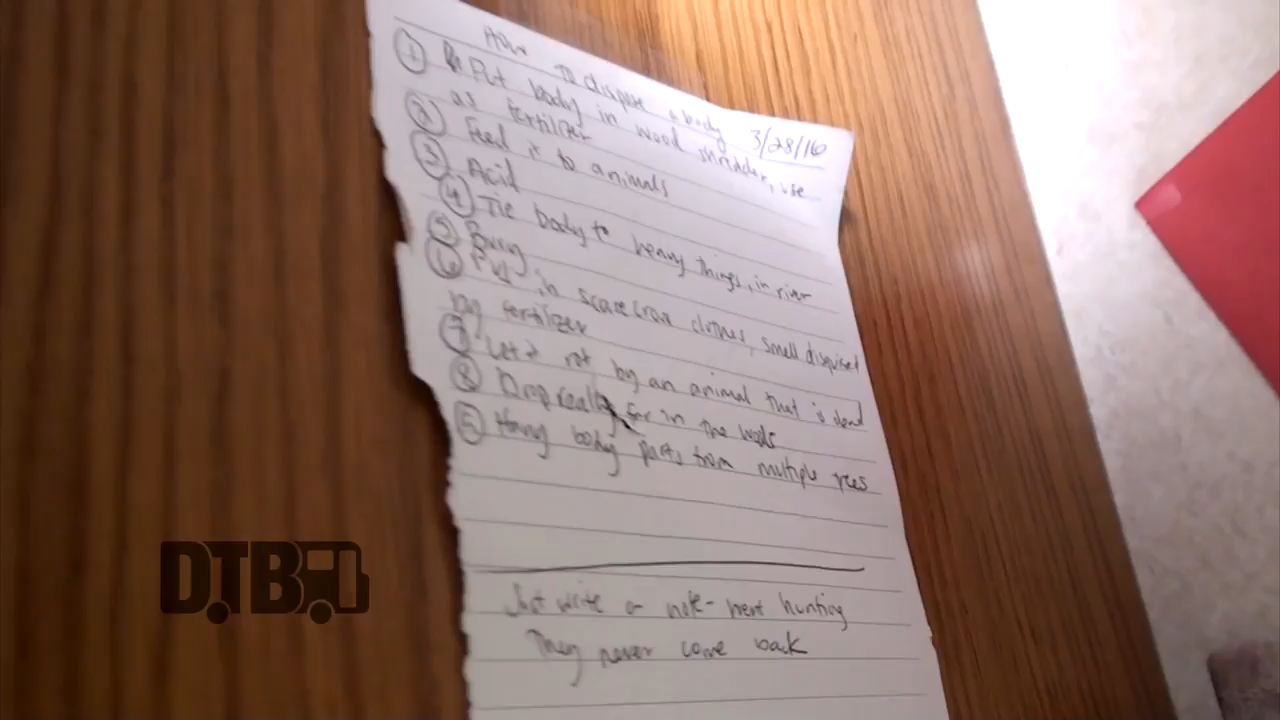 How to dispose a body 3/28/16
① Put body in wood shredder, use
as fertilizer
② Feed it to animals
③ Acid
④ Tie body to heavy things, in river
⑤ Bury
⑥ Put in scarecrow clothes, smell disguised
by fertilizer
⑦ Let it rot by an animal that is dead
⑧ Drop really far in the woods
Hang body parts from multiple trees
Just write a note - went hunting
They never come back
DTB